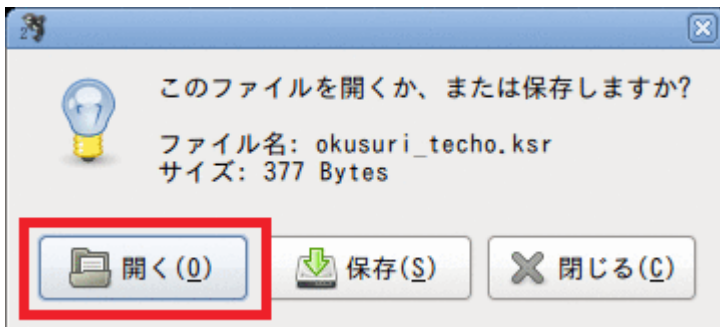 このファイルを開くか、または保存しますか?
ファイル名: okusuri_techo.ksr
サイズ: 377 Bytes
開く(O) 保存(S) 閉じる(C)